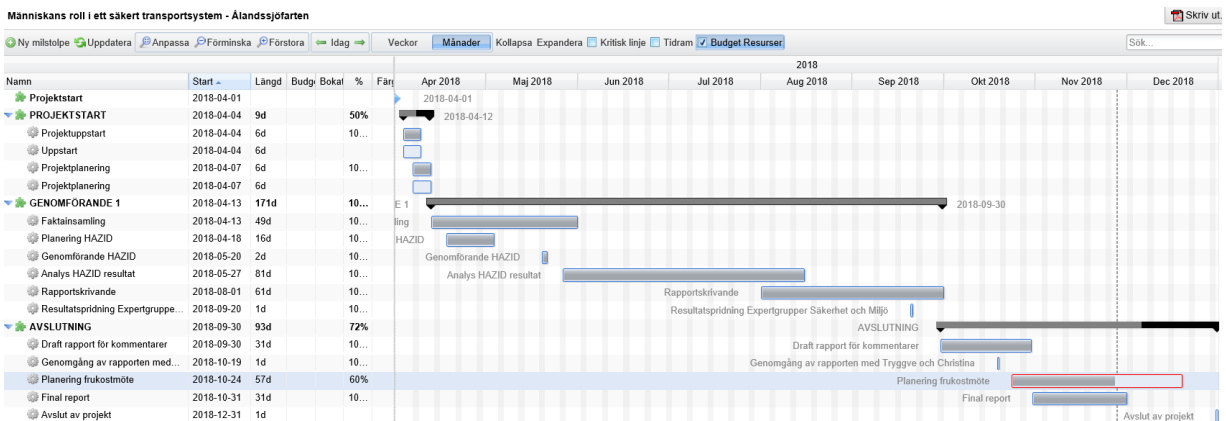 Människans roll i ett säkert transportsystem - Ålandssjöfarten
Skriv ut.
Ny milstolpe Uppdatera Anpassa Förminska Förstora Idag Veckor Månader Kollapsa Expandera Kritisk linje Tidram Budget Resurser Sök...
2018
Namn Start Längd Budge Bokat % Färg Apr 2018 Maj 2018 Jun 2018 Jul 2018 Aug 2018 Sep 2018 Okt 2018 Nov 2018 Dec 2018
Projektstart 2018-04-01 2018-04-01
PROJEKTSTART 2018-04-04 9d 50% 2018-04-12
Projektuppstart 2018-04-04 6d 10...
Uppstart 2018-04-04 6d
Projektplanering 2018-04-07 6d 10...
Projektplanering 2018-04-07 6d
GENOMFÖRANDE 1 2018-04-13 171d 10... E 1 2018-09-30
Faktainsamling 2018-04-13 49d 10... ling
Planering HAZID 2018-04-18 16d 10... HAZID
Genomförande HAZID 2018-05-20 2d 10... Genomförande HAZID
Analys HAZID resultat 2018-05-27 81d 10... Analys HAZID resultat
Rapportskrivande 2018-08-01 61d 10... Rapportskrivande
Resultatspridning Expertgruppe... 2018-09-20 1d 10... Resultatspridning Expertgrupper Säkerhet och Miljö
AVSLUTNING 2018-09-30 93d 72% AVSLUTNING
Draft rapport för kommentarer 2018-09-30 31d 10... Draft rapport för kommentarer
Genomgång av rapporten med... 2018-10-19 1d 10... Genomgång av rapporten med Tryggve och Christina
Planering frukostmöte 2018-10-24 57d 60% Planering frukostmöte
Final report 2018-10-31 31d 10... Final report
Avslut av projekt 2018-12-31 1d Avslut av projekt